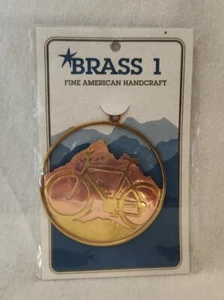 BRASS 1
FINE AMERICAN HANDCRAFT